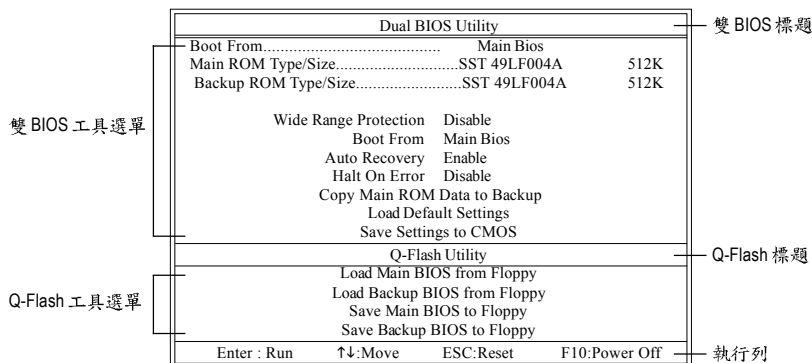 Dual BIOS Utility
雙 BIOS 標題
Boot From.......................................... Main Bios
Main ROM Type/Size.............................SST 49LF004A 512K
Backup ROM Type/Size.........................SST 49LF004A 512K
雙 BIOS 工具選單
Wide Range Protection Disable
Boot From Main Bios
Auto Recovery Enable
Halt On Error Disable
Copy Main ROM Data to Backup
Load Default Settings
Save Settings to CMOS
Q-Flash Utility
Q-Flash 標題
Load Main BIOS from Floppy
Load Backup BIOS from Floppy
Q-Flash 工具選單
Save Main BIOS to Floppy
Save Backup BIOS to Floppy
Enter : Run ↑↓:Move ESC:Reset F10:Power Off
執行列